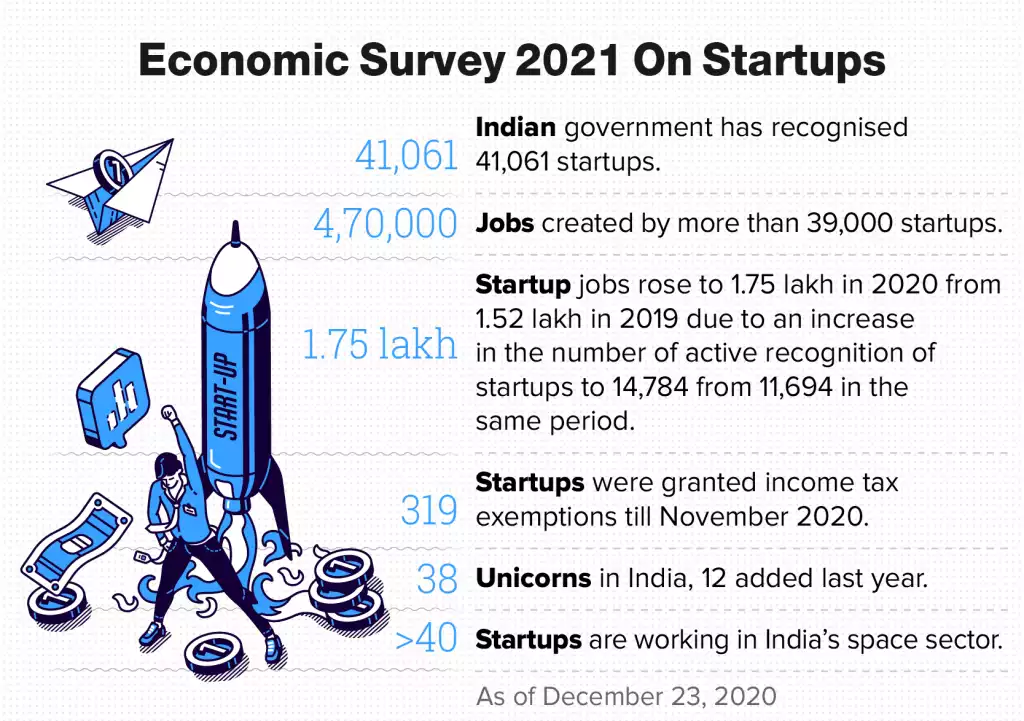 Economic Survey 2021 On Startups
41,061
Indian government has recognised
41,061 startups.
4,70,000
Jobs created by more than 39,000 startups.
1.75 lakh
Startup jobs rose to 1.75 lakh in 2020 from
1.52 lakh in 2019 due to an increase
in the number of active recognition of
startups to 14,784 from 11,694 in the
same period.
START-UP
319
Startups were granted income tax
exemptions till November 2020.
38
Unicorns in India, 12 added last year.
>40
Startups are working in India’s space sector.
As of December 23, 2020
1
1
1
1